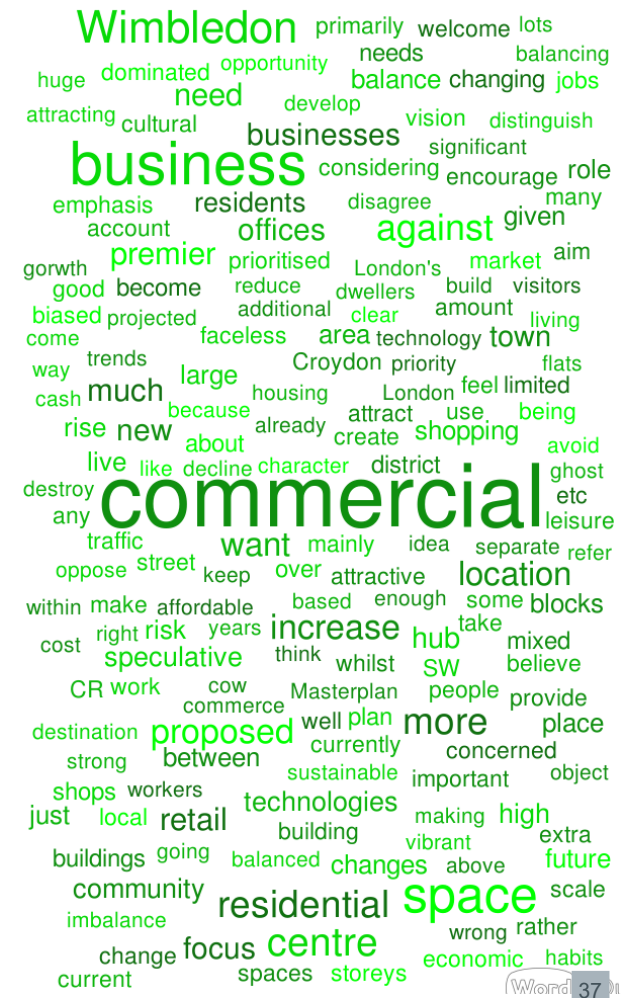 Wimbledon primarily welcome lots
needs balancing
huge dominated opportunity balance changing jobs
need develop
attracting cultural vision distinguish
businesses significant
business considering encourage role
emphasis residents disagree many
account offices against given
premier prioritised London's market aim
gorwth
good become reduce dwellers build visitors
biased projected additional clear amount living
come faceless area technology town
way trends Croydon priority flats
large
cash much housing London feel limited
because attract use being
rise new already create shopping
about avoid
live like decline character district ghost
destroy commercial etc
any leisure
traffic want mainly idea separate refer
oppose street keep over attractive location
within make affordable based enough some blocks
cost right risk years increase hub take mixed
speculative think whilst SW believe
CR work cow Masterplan people provide
commerce
destination proposed well plan more place
strong between currently concerned
sustainable important object
shops workers technologies
just local retail making high
building vibrant extra
buildings going balanced changes above future
community residential space scale
imbalance wrong rather
change focus centre economic habits
current spaces storeys
37